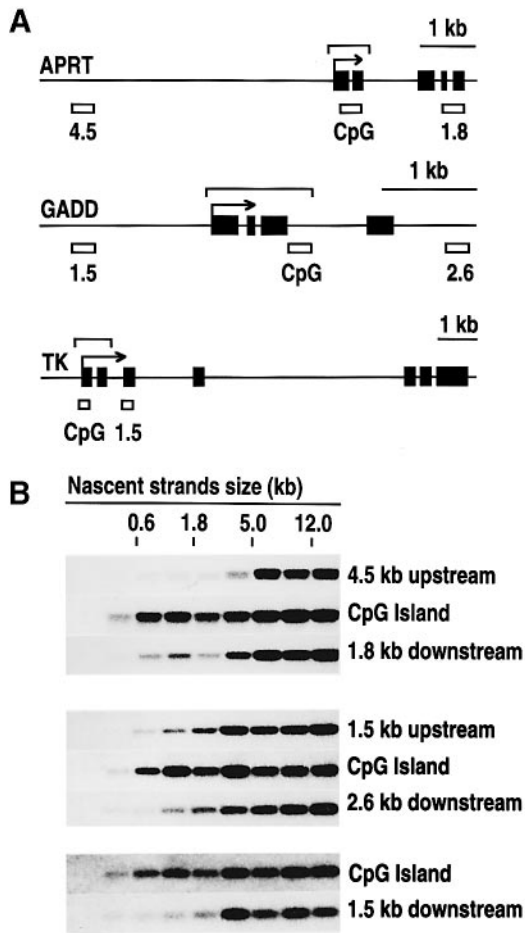 A
1 kb
APRT
4.5 CpG 1.8
1 kb
GADD
1.5 CpG 2.6
1 kb
TK
CpG 1.5
B
Nascent strands size (kb)
0.6 1.8 5.0 12.0
4.5 kb upstream
CpG Island
1.8 kb downstream
1.5 kb upstream
CpG Island
2.6 kb downstream
CpG Island
1.5 kb downstream